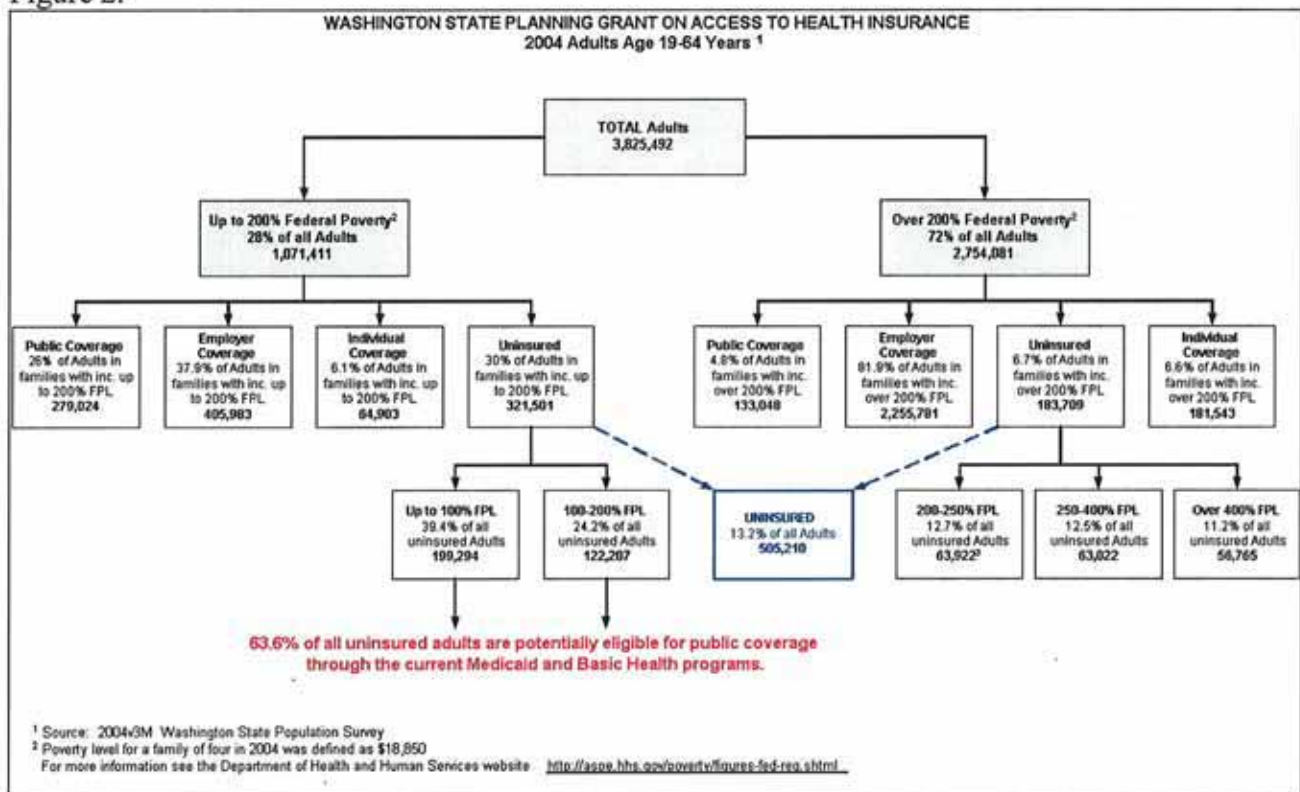 Figure 2.
WASHINGTON STATE PLANNING GRANT ON ACCESS TO HEALTH INSURANCE
2004 Adults Age 19-64 Years ¹
TOTAL Adults
3,825,492
Up to 200% Federal Poverty²
28% of all Adults
1,071,411
Over 200% Federal Poverty²
72% of all Adults
2,754,081
Public Coverage
26% of Adults in
families with inc. up
to 200% FPL
279,024
Employer
Coverage
37.9% of Adults in
families with inc. up
to 200% FPL
405,983
Individual
Coverage
6.1% of Adults in
families with inc. up
to 200% FPL
64,903
Uninsured
30% of Adults in
families with inc. up
to 200% FPL
321,501
Public Coverage
4.8% of Adults in
families with inc.
over 200% FPL
133,048
Employer
Coverage
81.9% of Adults in
families with inc.
over 200% FPL
2,255,781
Uninsured
6.7% of Adults in
families with inc.
over 200% FPL
183,709
Individual
Coverage
6.6% of Adults in
families with inc.
over 200% FPL
181,543
Up to 100% FPL
39.4% of all
uninsured Adults
199,294
100-200% FPL
24.2% of all
uninsured Adults
122,207
UNINSURED
13.2% of all Adults
505,210
200-250% FPL
12.7% of all
uninsured Adults
63,922³
250-400% FPL
12.5% of all
uninsured Adults
63,022
Over 400% FPL
11.2% of all
uninsured Adults
56,765
63.6% of all uninsured adults are potentially eligible for public coverage
through the current Medicaid and Basic Health programs.
¹ Source: 2004v3M Washington State Population Survey
² Poverty level for a family of four in 2004 was defined as $18,850
For more information see the Department of Health and Human Services website http://aspe.hhs.gov/poverty/figures-fed-reg.shtml